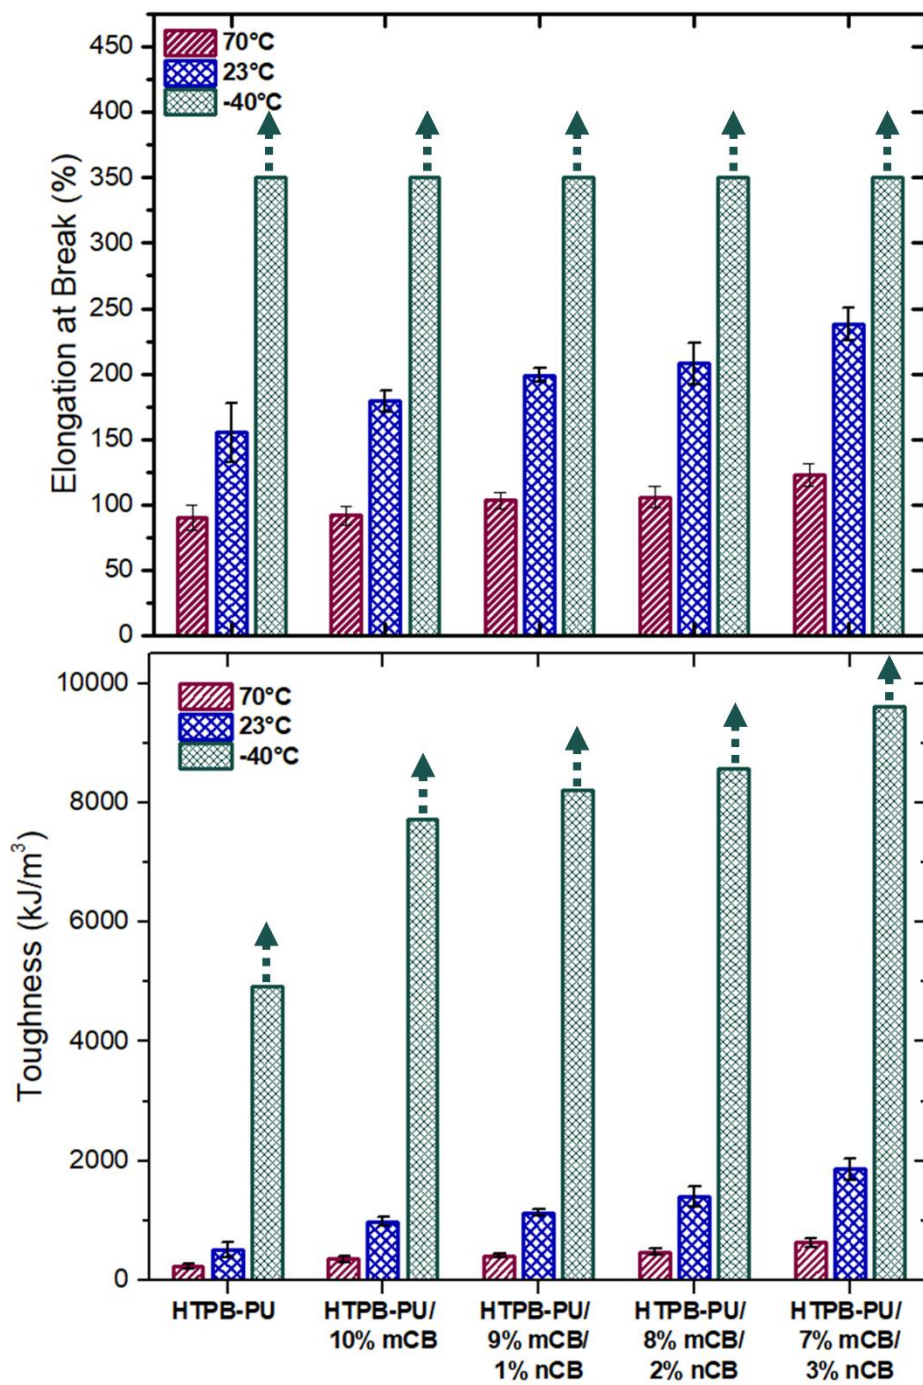 450
400
350
300
250
200
150
100
50
0
Elongation at Break (%)
70°C
23°C
-40°C
10000
8000
6000
4000
2000
0
Toughness (kJ/m³)
70°C
23°C
-40°C
HTPB-PU
HTPB-PU/
10% mCB
HTPB-PU/
9% mCB/
1% nCB
HTPB-PU/
8% mCB/
2% nCB
HTPB-PU/
7% mCB/
3% nCB